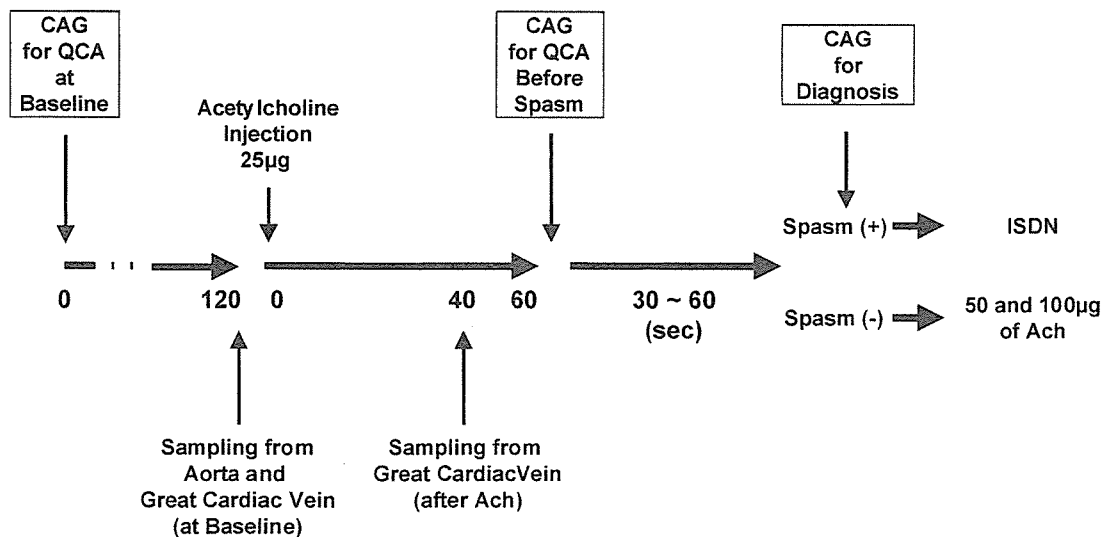 CAG
for QCA
at
Baseline
Acetylcholine
Injection
25µg
CAG
for QCA
Before
Spasm
CAG
for
Diagnosis
Spasm (+)
ISDN
0
120
0
40
60
30 ~ 60
(sec)
Spasm (-)
50 and 100µg
of Ach
Sampling from
Aorta and
Great Cardiac Vein
(at Baseline)
Sampling from
Great CardiacVein
(after Ach)